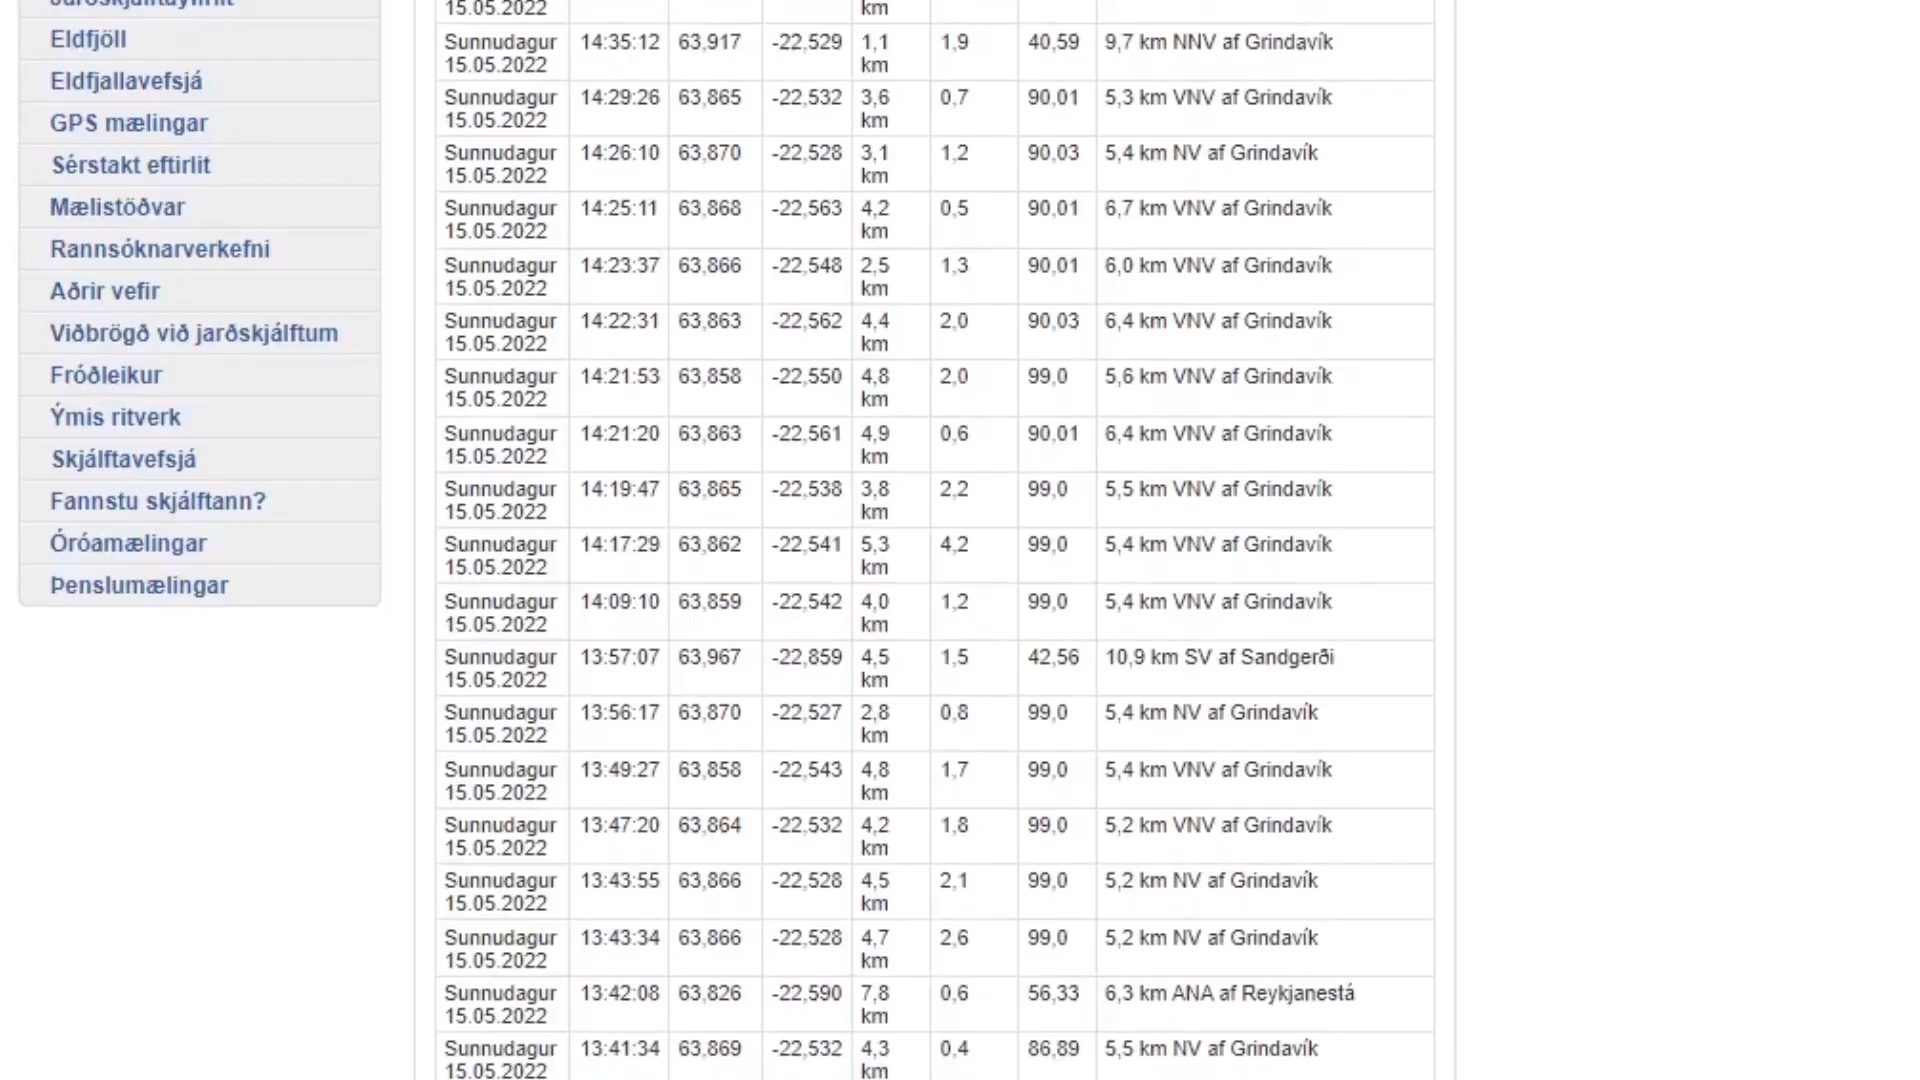 Eldfjöll
Eldfjallavefsjá
GPS mælingar
Sérstakt eftirlit
Mælistöðvar
Rannsóknarverkefni
Aðrir vefir
Viðbrögð við jarðskjálftum
Fróðleikur
Ýmis ritverk
Skjálftavefsjá
Fannstu skjálftann?
Óróamælingar
Þenslumælingar
15.05.2022 km
Sunnudagur 14:35:12 63,917 -22,529 1,1 1,9 40,59 9,7 km NNV af Grindavík
15.05.2022 km
Sunnudagur 14:29:26 63,865 -22,532 3,6 0,7 90,01 5,3 km VNV af Grindavík
15.05.2022 km
Sunnudagur 14:26:10 63,870 -22,528 3,1 1,2 90,03 5,4 km NV af Grindavík
15.05.2022 km
Sunnudagur 14:25:11 63,868 -22,563 4,2 0,5 90,01 6,7 km VNV af Grindavík
15.05.2022 km
Sunnudagur 14:23:37 63,866 -22,548 2,5 1,3 90,01 6,0 km VNV af Grindavík
15.05.2022 km
Sunnudagur 14:22:31 63,863 -22,562 4,4 2,0 90,03 6,4 km VNV af Grindavík
15.05.2022 km
Sunnudagur 14:21:53 63,858 -22,550 4,8 2,0 99,0 5,6 km VNV af Grindavík
15.05.2022 km
Sunnudagur 14:21:20 63,863 -22,561 4,9 0,6 90,01 6,4 km VNV af Grindavík
15.05.2022 km
Sunnudagur 14:19:47 63,865 -22,538 3,8 2,2 99,0 5,5 km VNV af Grindavík
15.05.2022 km
Sunnudagur 14:17:29 63,862 -22,541 5,3 4,2 99,0 5,4 km VNV af Grindavík
15.05.2022 km
Sunnudagur 14:09:10 63,859 -22,542 4,0 1,2 99,0 5,4 km VNV af Grindavík
15.05.2022 km
Sunnudagur 13:57:07 63,967 -22,859 4,5 1,5 42,56 10,9 km SV af Sandgerði
15.05.2022 km
Sunnudagur 13:56:17 63,870 -22,527 2,8 0,8 99,0 5,4 km NV af Grindavík
15.05.2022 km
Sunnudagur 13:49:27 63,858 -22,543 4,8 1,7 99,0 5,4 km VNV af Grindavík
15.05.2022 km
Sunnudagur 13:47:20 63,864 -22,532 4,2 1,8 99,0 5,2 km VNV af Grindavík
15.05.2022 km
Sunnudagur 13:43:55 63,866 -22,528 4,5 2,1 99,0 5,2 km NV af Grindavík
15.05.2022 km
Sunnudagur 13:43:34 63,866 -22,528 4,7 2,6 99,0 5,2 km NV af Grindavík
15.05.2022 km
Sunnudagur 13:42:08 63,826 -22,590 7,8 0,6 56,33 6,3 km ANA af Reykjanestá
15.05.2022 km
Sunnudagur 13:41:34 63,869 -22,532 4,3 0,4 86,89 5,5 km NV af Grindavík
15.05.2022 km